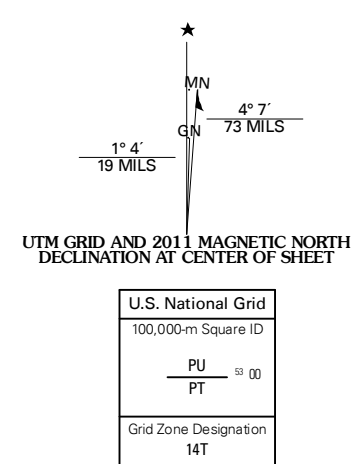 ★
MN
GN
4° 7´
73 MILS
1° 4´
19 MILS
UTM GRID AND 2011 MAGNETIC NORTH
DECLINATION AT CENTER OF SHEET
U.S. National Grid
100,000-m Square ID
PU
53 00
PT
Grid Zone Designation
14T